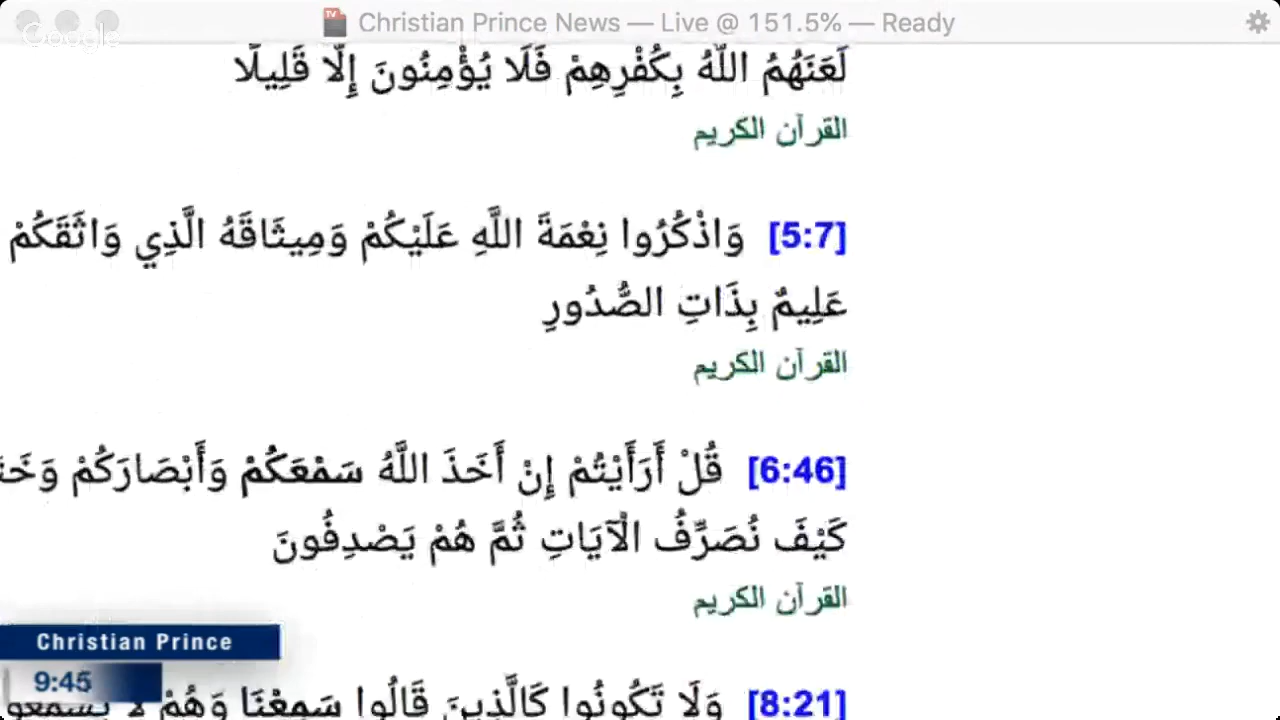 Christian Prince News — Live @ 151.5% — Ready
Google
لَعَنَهُمُ اللَّهُ بِكُفْرِهِمْ فَلَا يُؤْمِنُونَ إِلَّا قَلِيلًا
القرآن الكريم
[5:7] وَاذْكُرُوا نِعْمَةَ اللَّهِ عَلَيْكُمْ وَمِيثَاقَهُ الَّذِي وَاثَقَكُمْ
عَلِيمٌ بِذَاتِ الصُّدُورِ
القرآن الكريم
[6:46] قُلْ أَرَأَيْتُمْ إِنْ أَخَذَ اللَّهُ سَمْعَكُمْ وَأَبْصَارَكُمْ
كَيْفَ نُصَرِّفُ الْآيَاتِ ثُمَّ هُمْ يَصْدِفُونَ
القرآن الكريم
[8:21] وَلَا تَكُونُوا كَالَّذِينَ قَالُوا سَمِعْنَا وَهُمْ لَا
Christian Prince
9:45